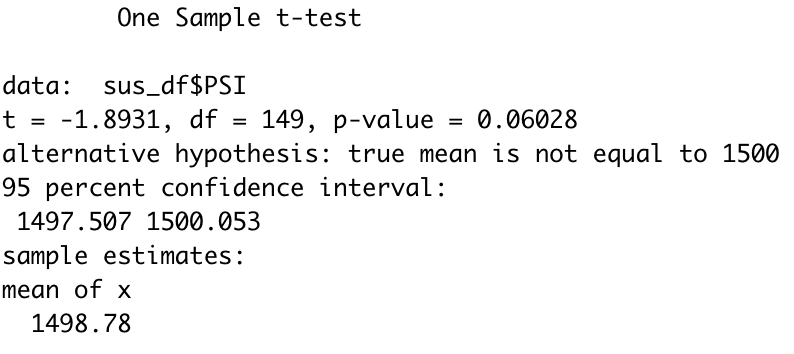 One Sample t-test
data:  sus_df$PSI
t = -1.8931, df = 149, p-value = 0.06028
alternative hypothesis: true mean is not equal to 1500
95 percent confidence interval:
1497.507 1500.053
sample estimates:
mean of x
1498.78